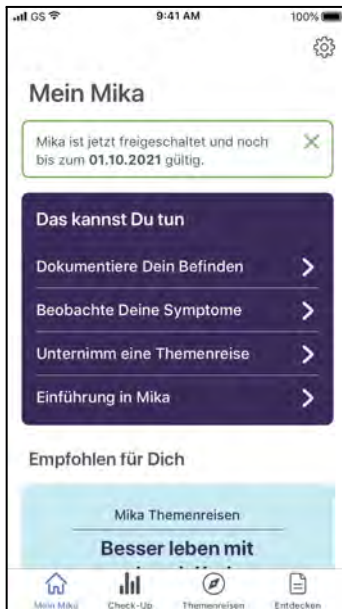 GS 9:41 AM 100%
Mein Mika
Mika ist jetzt freigeschaltet und noch
bis zum 01.10.2021 gültig.
Das kannst Du tun
Dokumentiere Dein Befinden
Beobachte Deine Symptome
Unternimm eine Themenreise
Einführung in Mika
Empfohlen für Dich
Mika Themenreisen
Besser leben mit
Mein Mika Check-Up Themenreisen Entdecken